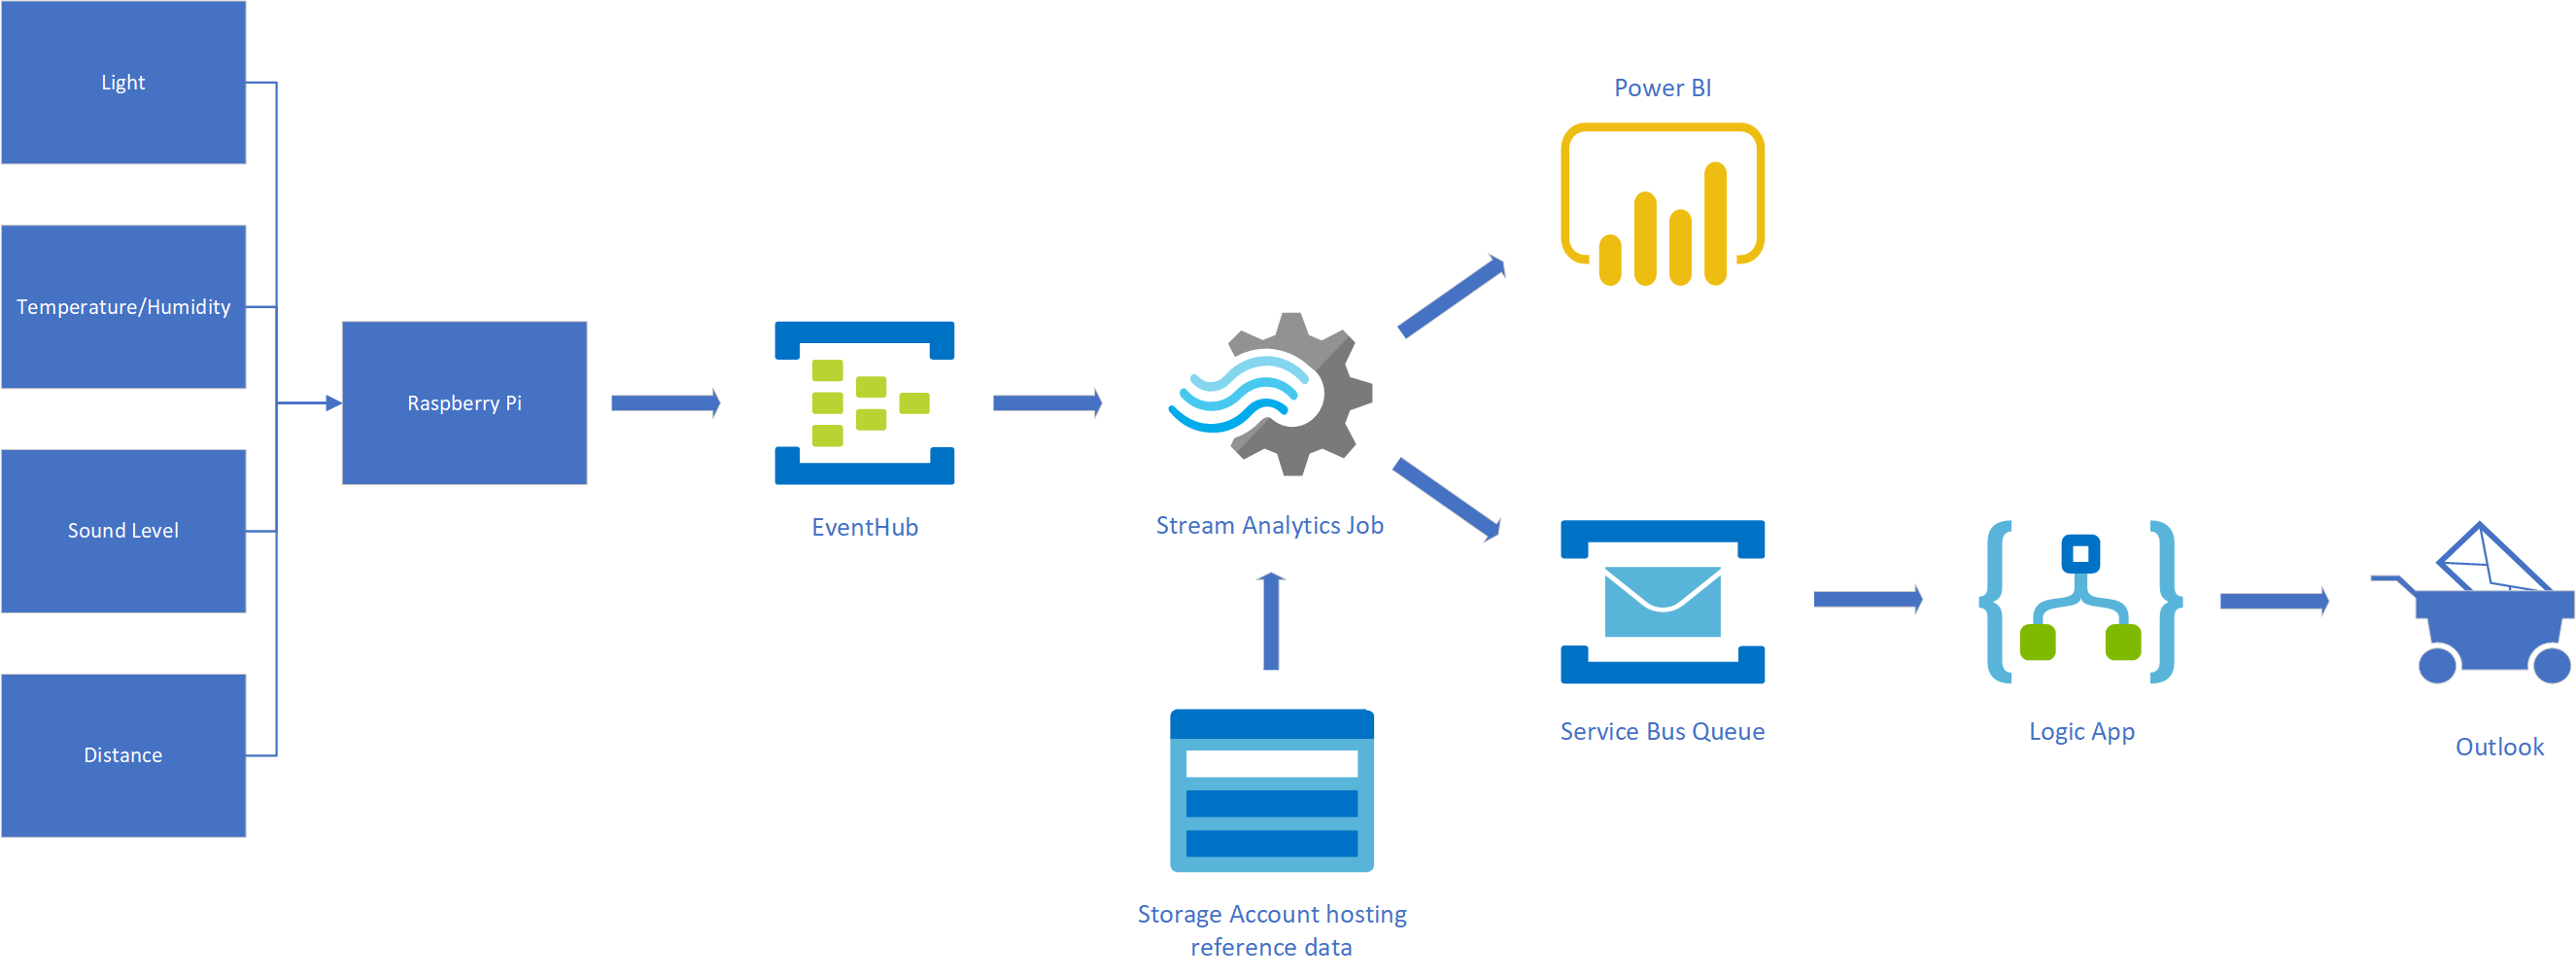 Light
Temperature/Humidity
Sound Level
Distance
Raspberry Pi
EventHub
Stream Analytics Job
Storage Account hosting
reference data
Power BI
Service Bus Queue
Logic App
Outlook